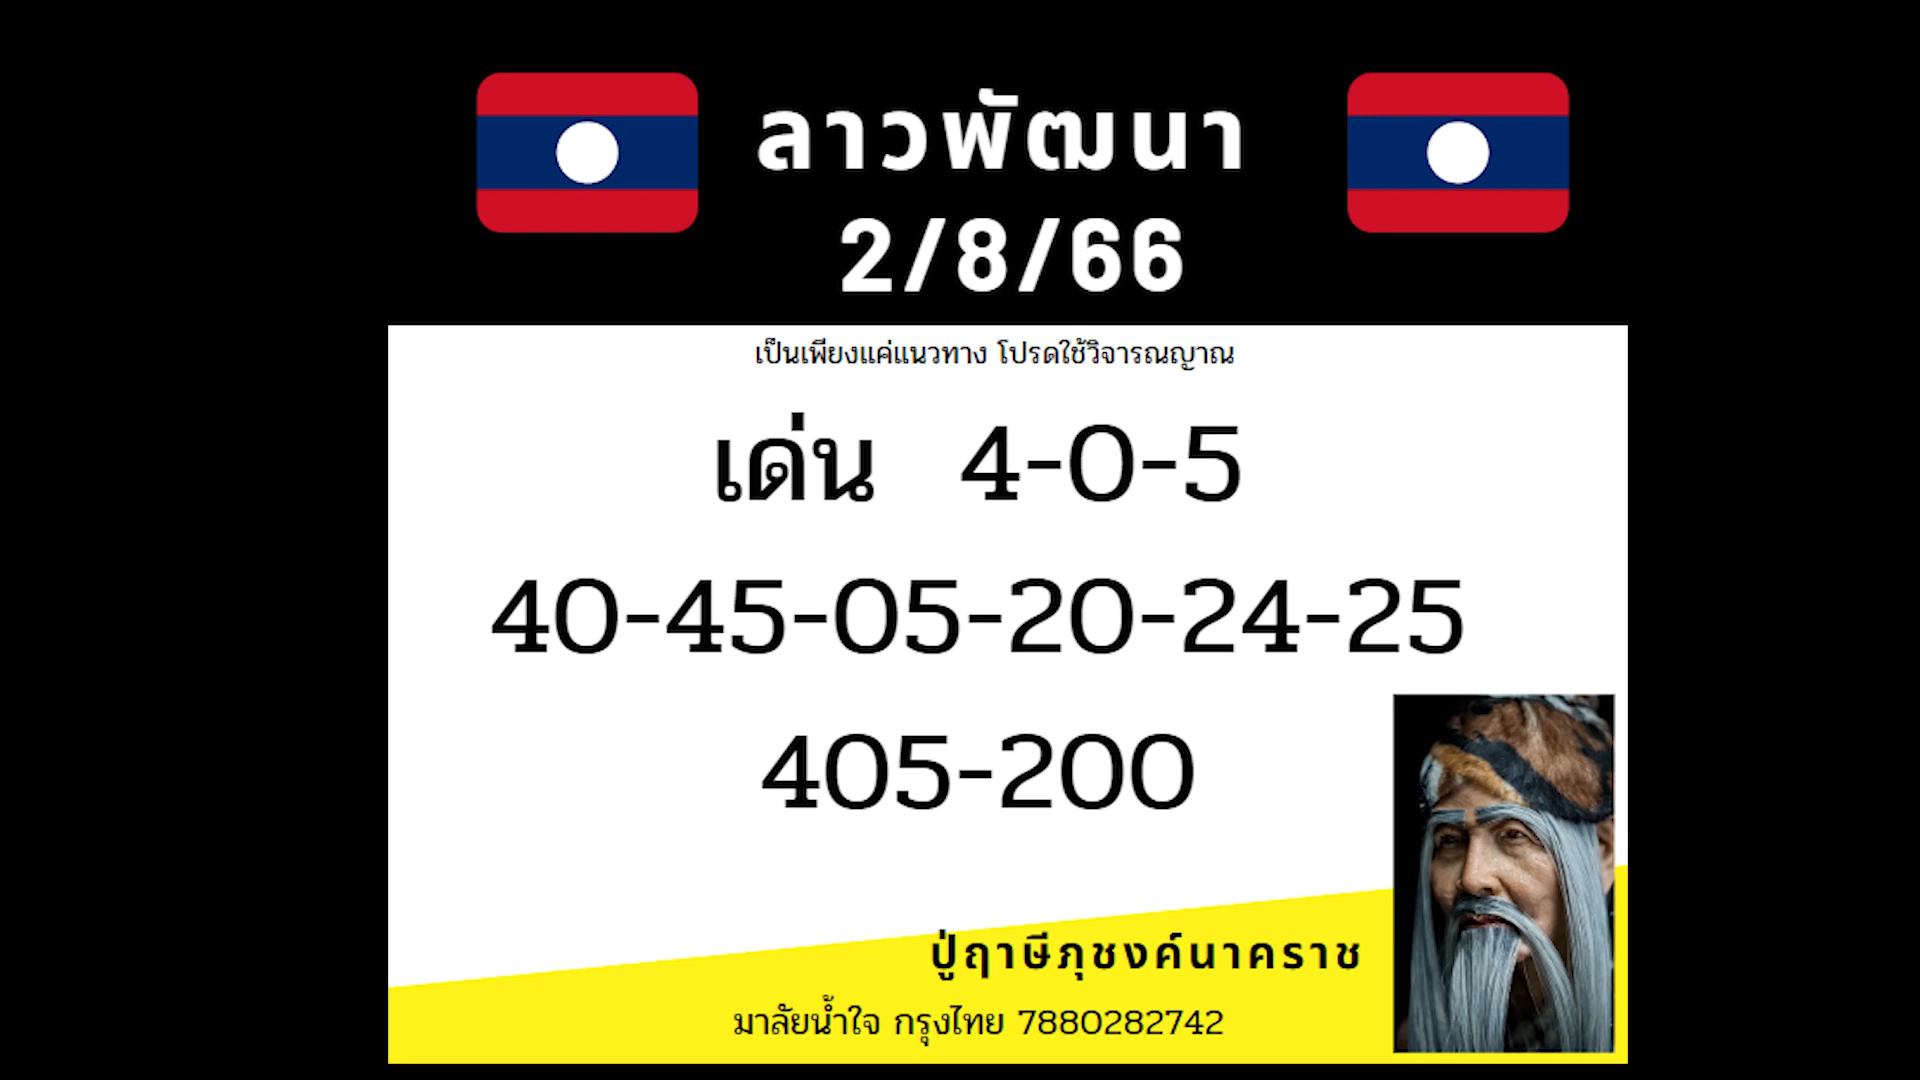 ลาวพัฒนา
2/8/66
เป็นเพียงแค่แนวทาง โปรดใช้วิจารณญาณ
เด่น 4-0-5
40-45-05-20-24-25
405-200
ปู่ฤาษีภุชงค์นาคราช
มาลัยน้ำใจ กรุงไทย 7880282742